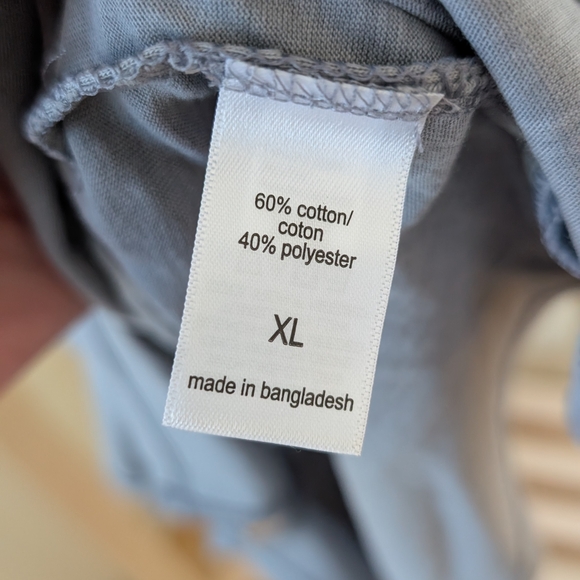 60% cotton/
coton
40% polyester
XL
made in bangladesh